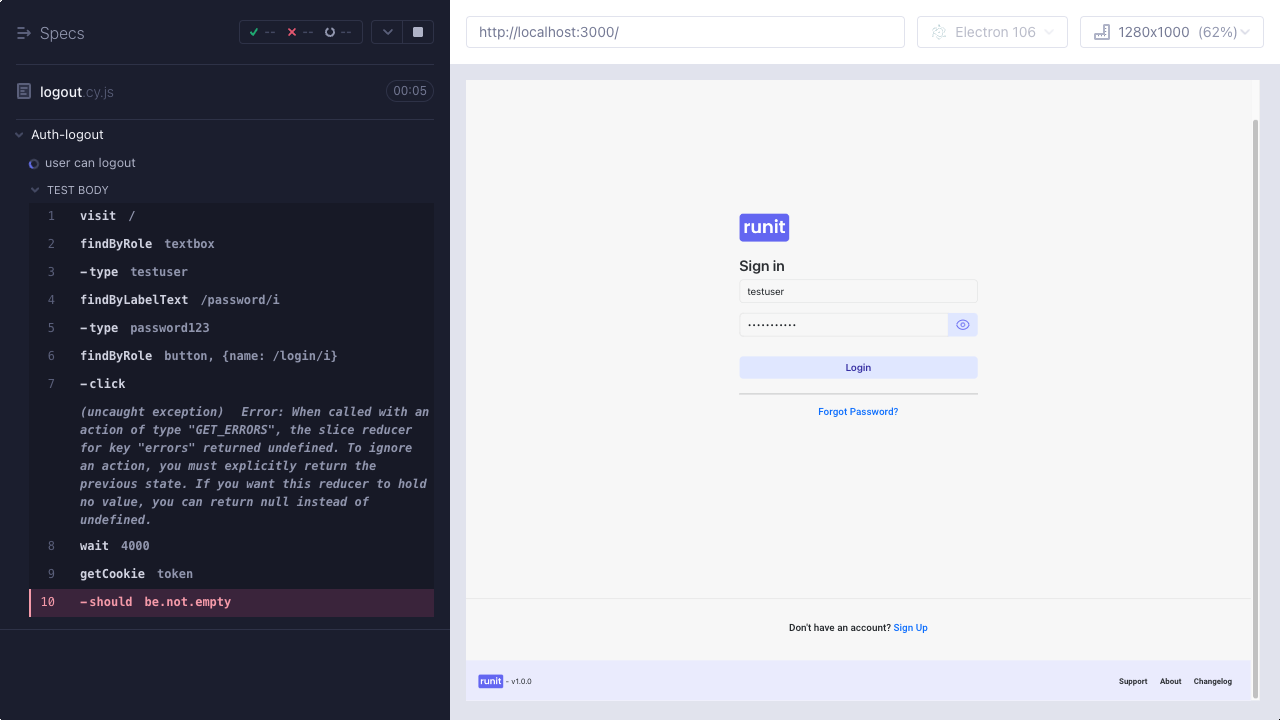 Specs
-- -- --
logout.cy.js 00:05
Auth-logout
user can logout
TEST BODY
1 visit /
2 findByRole textbox
3 -type testuser
4 findByLabelText /password/i
5 -type password123
6 findByRole button, {name: /login/i}
7 -click
(uncaught exception) Error: When called with an
action of type "GET_ERRORS", the slice reducer
for key "errors" returned undefined. To ignore
an action, you must explicitly return the
previous state. If you want this reducer to hold
no value, you can return null instead of
undefined.
8 wait 4000
9 getCookie token
10 -should be.not.empty
http://localhost:3000/
Electron 106
1280x1000 (62%)
runit
Sign in
testuser
•••••••••••
Login
Forgot Password?
Don't have an account? Sign Up
runit - v1.0.0
Support About Changelog